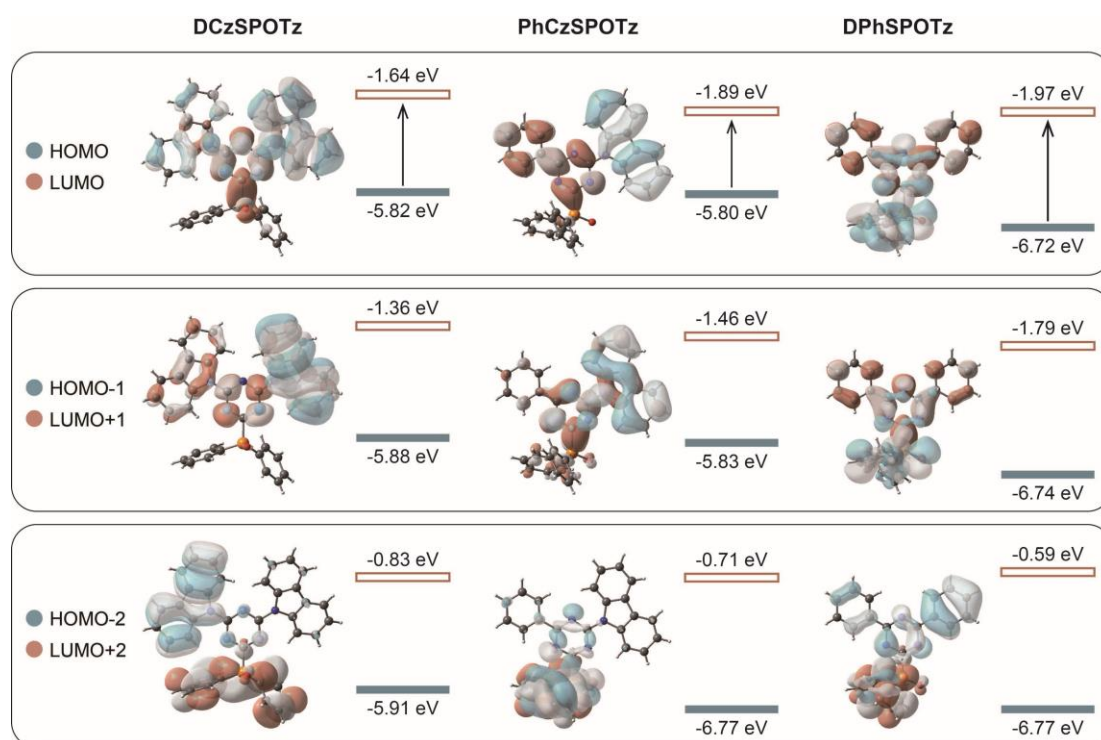 DCzSPOTz PhCzSPOTz DPhSPOTz
-1.64 eV -1.89 eV -1.97 eV
HOMO
LUMO
-5.82 eV -5.80 eV -6.72 eV
-1.36 eV -1.46 eV -1.79 eV
HOMO-1
LUMO+1
-5.88 eV -5.83 eV -6.74 eV
-0.83 eV -0.71 eV -0.59 eV
HOMO-2
LUMO+2
-5.91 eV -6.77 eV -6.77 eV